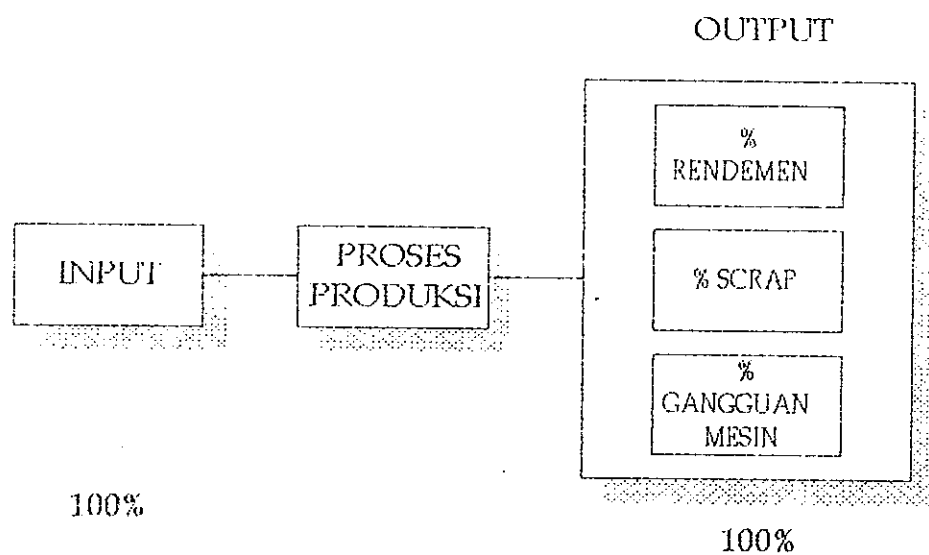 OUTPUT
%
RENDEMEN
INPUT
PROSES
PRODUKSI
% SCRAP
%
GANGGUAN
MESIN
100%
100%